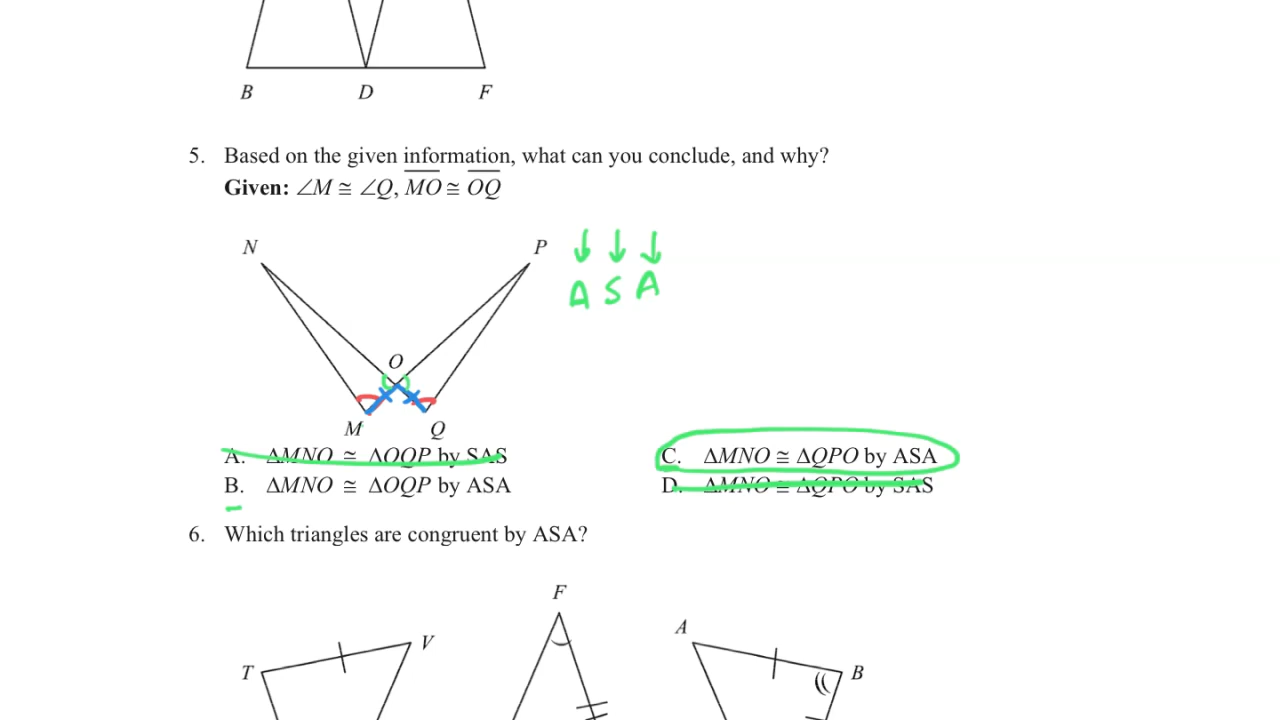 B D F
5. Based on the given information, what can you conclude, and why?
Given: ∠M ≅ ∠Q, MO ≅ OQ
N P
A S A
O
M Q
A. ΔMNO ≅ ΔOQP by SAS
C. ΔMNO ≅ ΔQPO by ASA
B. ΔMNO ≅ ΔOQP by ASA
D. ΔMNO ≅ ΔQPO by SAS
6. Which triangles are congruent by ASA?
F
A
V
T B